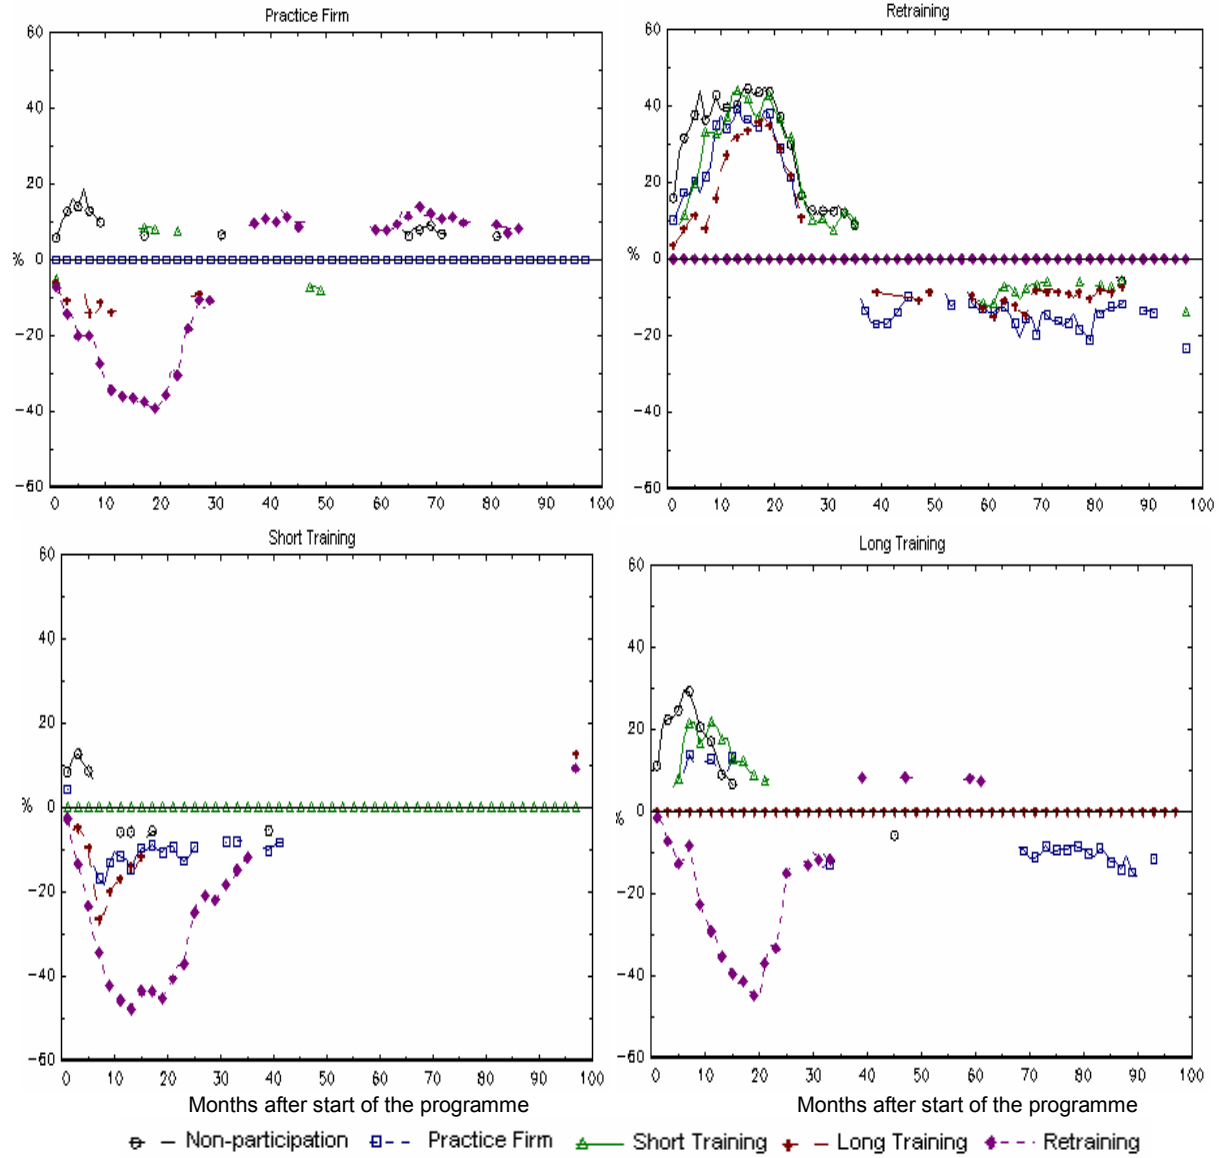 Practice Firm
60
40
20
% 0
-20
-40
-60
0 10 20 30 40 50 60 70 80 90 100
Retraining
60
40
20
% 0
-20
-40
-60
0 10 20 30 40 50 60 70 80 90 100
Short Training
60
40
20
% 0
-20
-40
-60
0 10 20 30 40 50 60 70 80 90 100
Months after start of the programme
Long Training
60
40
20
0
%
-20
-40
-60
0 10 20 30 40 50 60 70 80 90 100
Months after start of the programme
Non-participation Practice Firm Short Training Long Training Retraining